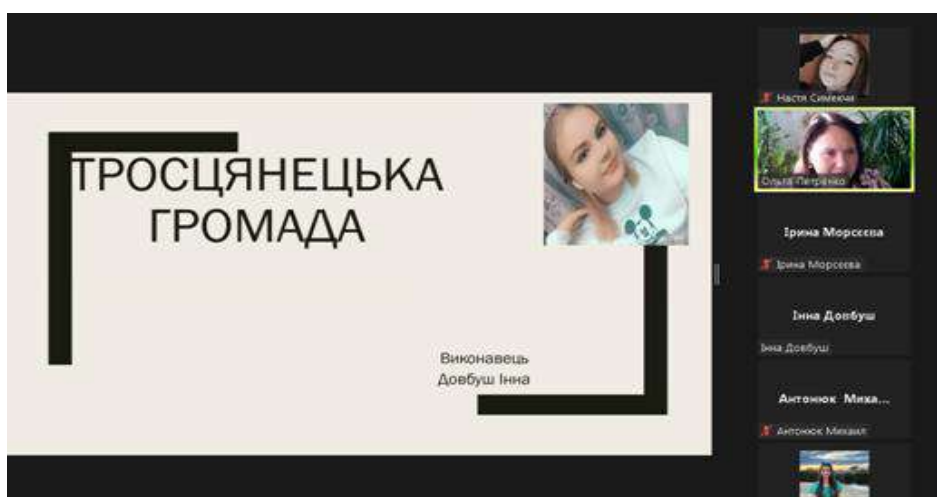 ТРОСЦЯНЕЦЬКА
ГРОМАДА
Виконавець
Довбуш Інна
Настя
Ольга Петренко
Ірина Морсєєва
Ірина Морсєєва
Інна Довбуш
Інна Довбуш
Антонюк Миха...
Антонюк Михаил